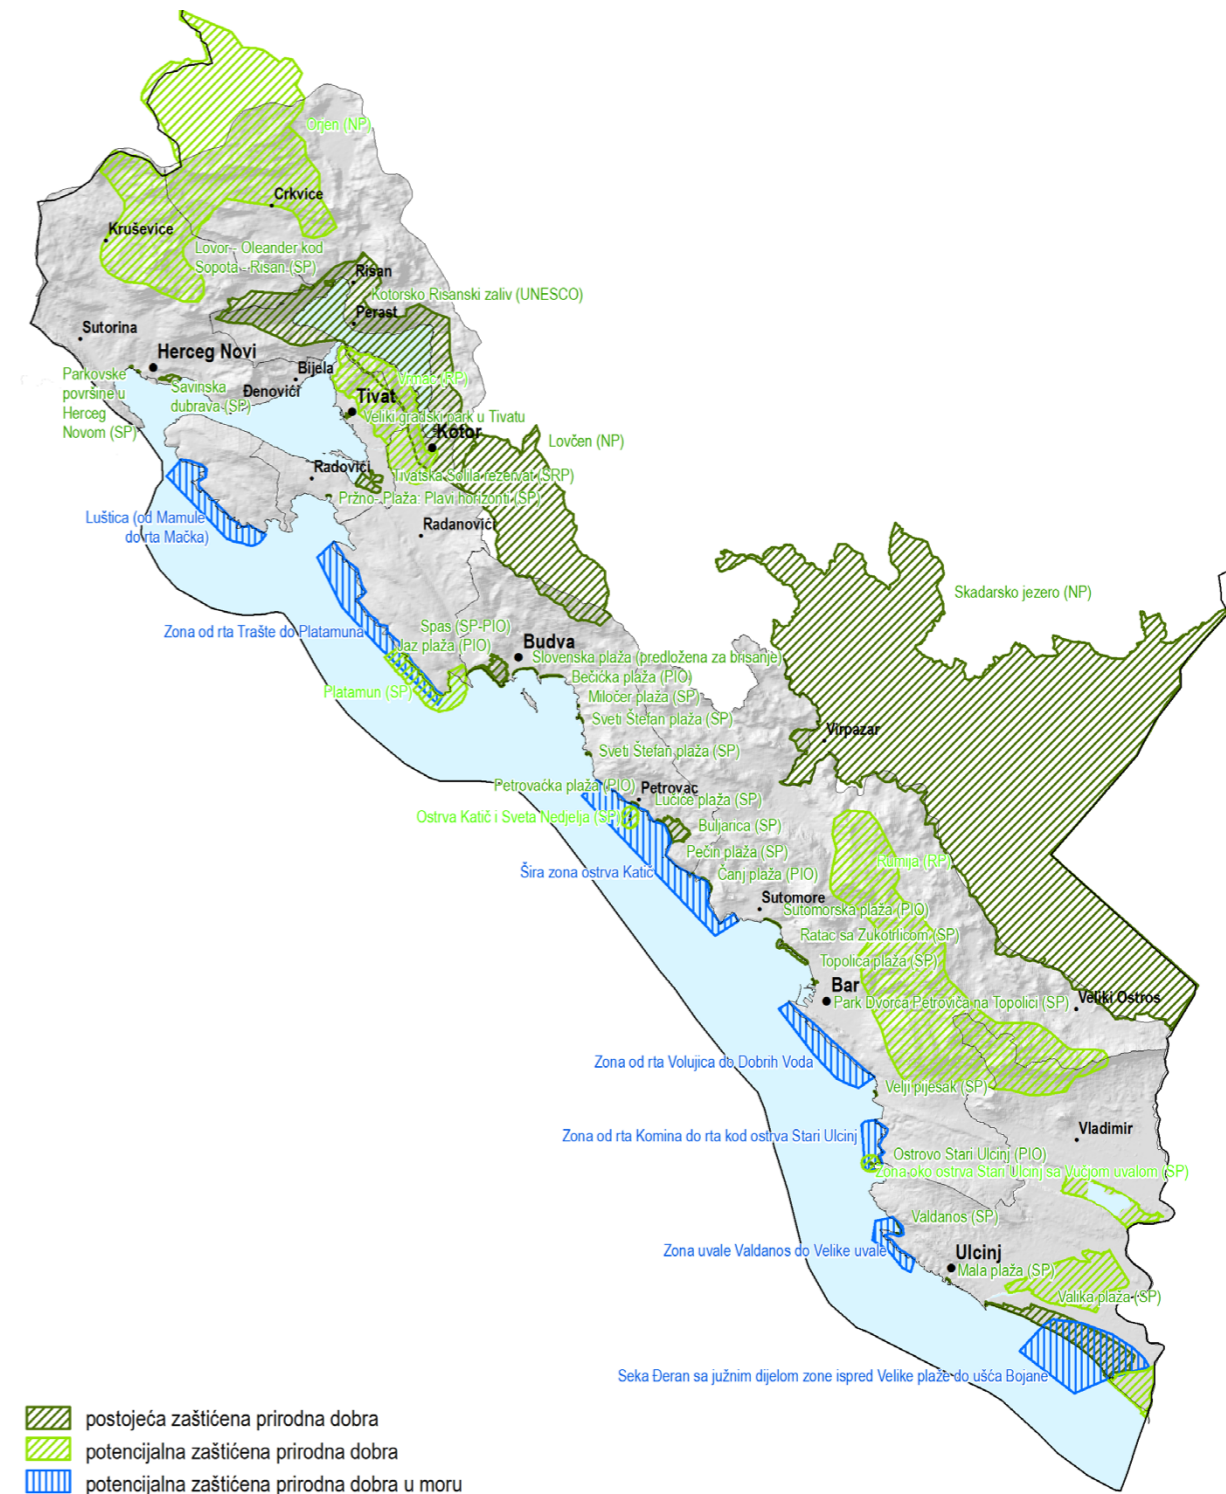 Orjen (NP)
Crkvice
Kruševice
Lovor - Oleander kod
Sopota - Risan (SP)
Risan
Kotorsko Risanski zaliv (UNESCO)
Perast
Sutorina
Herceg Novi
Bijela
Parkovske
površine u
Herceg
Novom (SP)
Savinska
dubrava (SP)
Đenovići
Vrmac (RP)
Tivat
Veliki gradski park u Tivatu
Kotor
Lovćen (NP)
Radovići
Tivatska Solila rezervat (SRP)
Pržno- Plaža: Plavi horizonti (SP)
Luštica (od Mamule
do rta Mačka)
Radanovići
Skadarsko jezero (NP)
Zona od rta Trašte do Platamuna
Spas (SP-PIO)
Jaz plaža (PIO)
Budva
Slovenska plaža (predložena za brisanje)
Bečićka plaža (PIO)
Platamun (SP)
Miločer plaža (SP)
Sveti Štefan plaža (SP)
Virpazar
Sveti Štefan plaža (SP)
Petrovačka plaža (PIO)
Petrovac
Lučiće plaža (SP)
Ostrva Katič i Sveta Nedjelja (SP)
Buljarica (SP)
Pečin plaža (SP)
Rumija (RP)
Šira zona ostrva Katič
Čanj plaža (PIO)
Sutomore
Sutomorska plaža (PIO)
Ratac sa Žukotrlicom (SP)
Topolica plaža (SP)
Bar
Park Dvorca Petrovića na Topolici (SP)
Veliki Ostros
Zona od rta Volujica do Dobrih Voda
Velji pijesak (SP)
Vladimir
Zona od rta Komina do rta kod ostrva Stari Ulcinj
Ostrovo Stari Ulcinj (PIO)
Zona oko ostrva Stari Ulcinj sa Vučjom uvalom (SP)
Valdanos (SP)
Zona uvale Valdanos do Velike uvale
Ulcinj
Mala plaža (SP)
Valika plaža (SP)
Seka Đeran sa južnim dijelom zone ispred Velike plaže do ušća Bojane
postojeća zaštićena prirodna dobra
potencijalna zaštićena prirodna dobra
potencijalna zaštićena prirodna dobra u moru